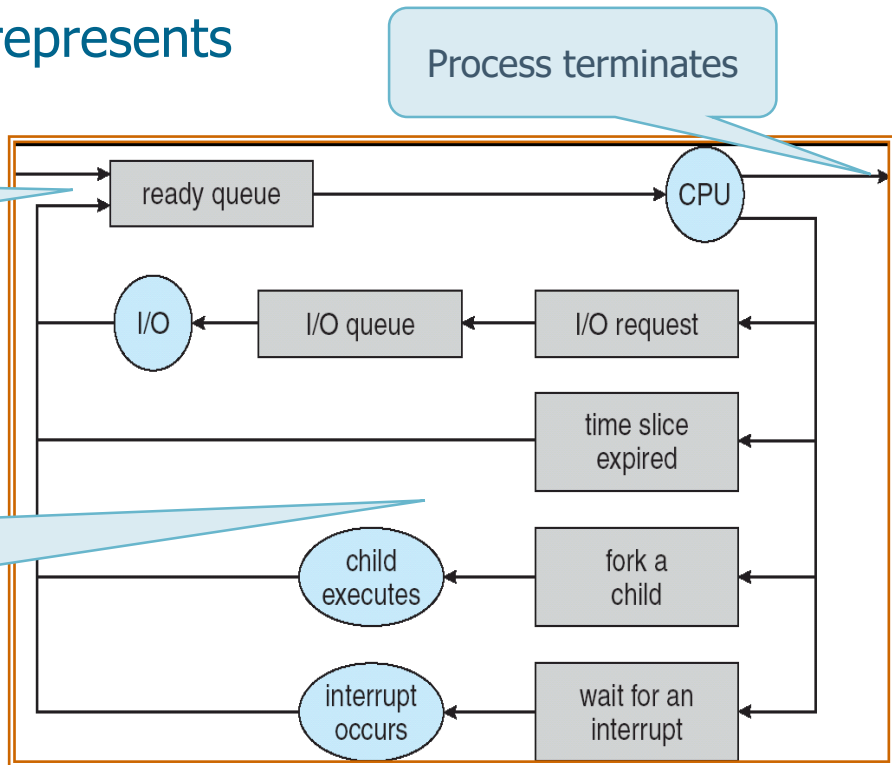 represents
Process terminates
ready queue
CPU
I/O
I/O queue
I/O request
time slice
expired
child
executes
fork a
child
interrupt
occurs
wait for an
interrupt